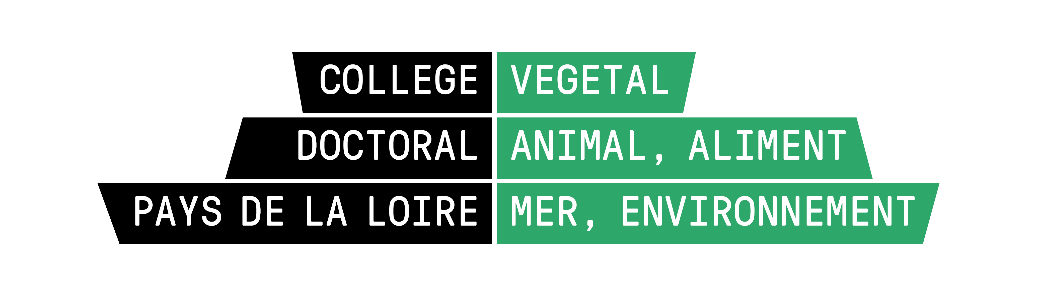 COLLEGE
DOCTORAL
PAYS DE LA LOIRE
VEGETAL
ANIMAL, ALIMENT
MER, ENVIRONNEMENT